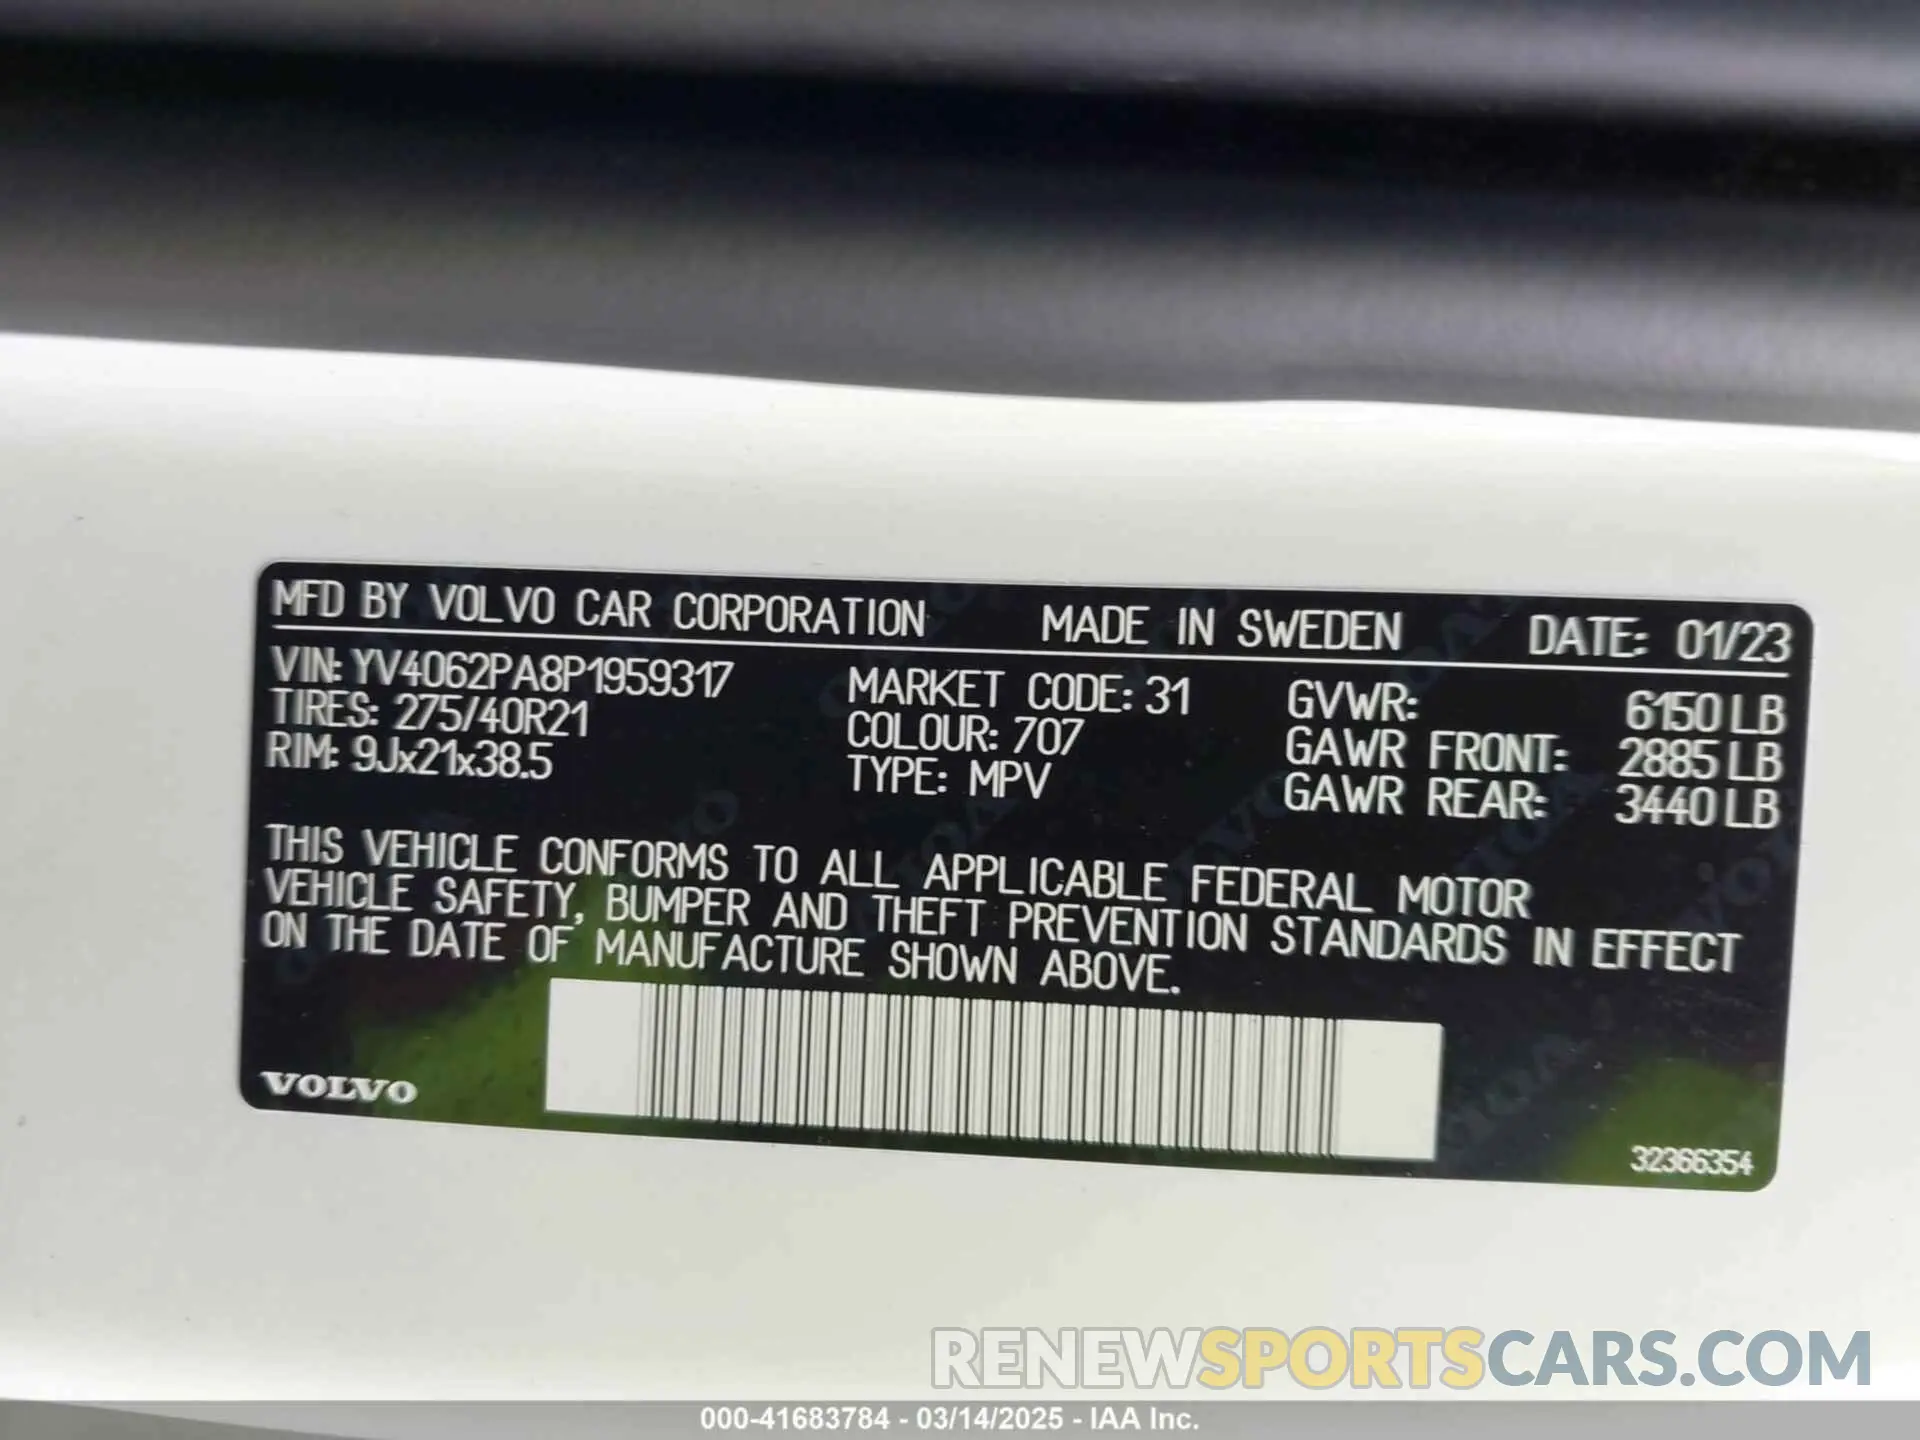 MFD BY VOLVO CAR CORPORATION MADE IN SWEDEN DATE: 01/23
VIN: YV4062PA8P1959317 MARKET CODE: 31 GVWR: 6150 LB
TIRES: 275/40R21 COLOUR: 707 GAWR FRONT: 2885 LB
RIM: 9Jx21x38.5 TYPE: MPV GAWR REAR: 3440 LB
THIS VEHICLE CONFORMS TO ALL APPLICABLE FEDERAL MOTOR
VEHICLE SAFETY, BUMPER AND THEFT PREVENTION STANDARDS IN EFFECT
ON THE DATE OF MANUFACTURE SHOWN ABOVE.
VOLVO
32366354
RENEWSPORTSCARS.COM
000-41683784 - 03/14/2025 - IAA Inc.